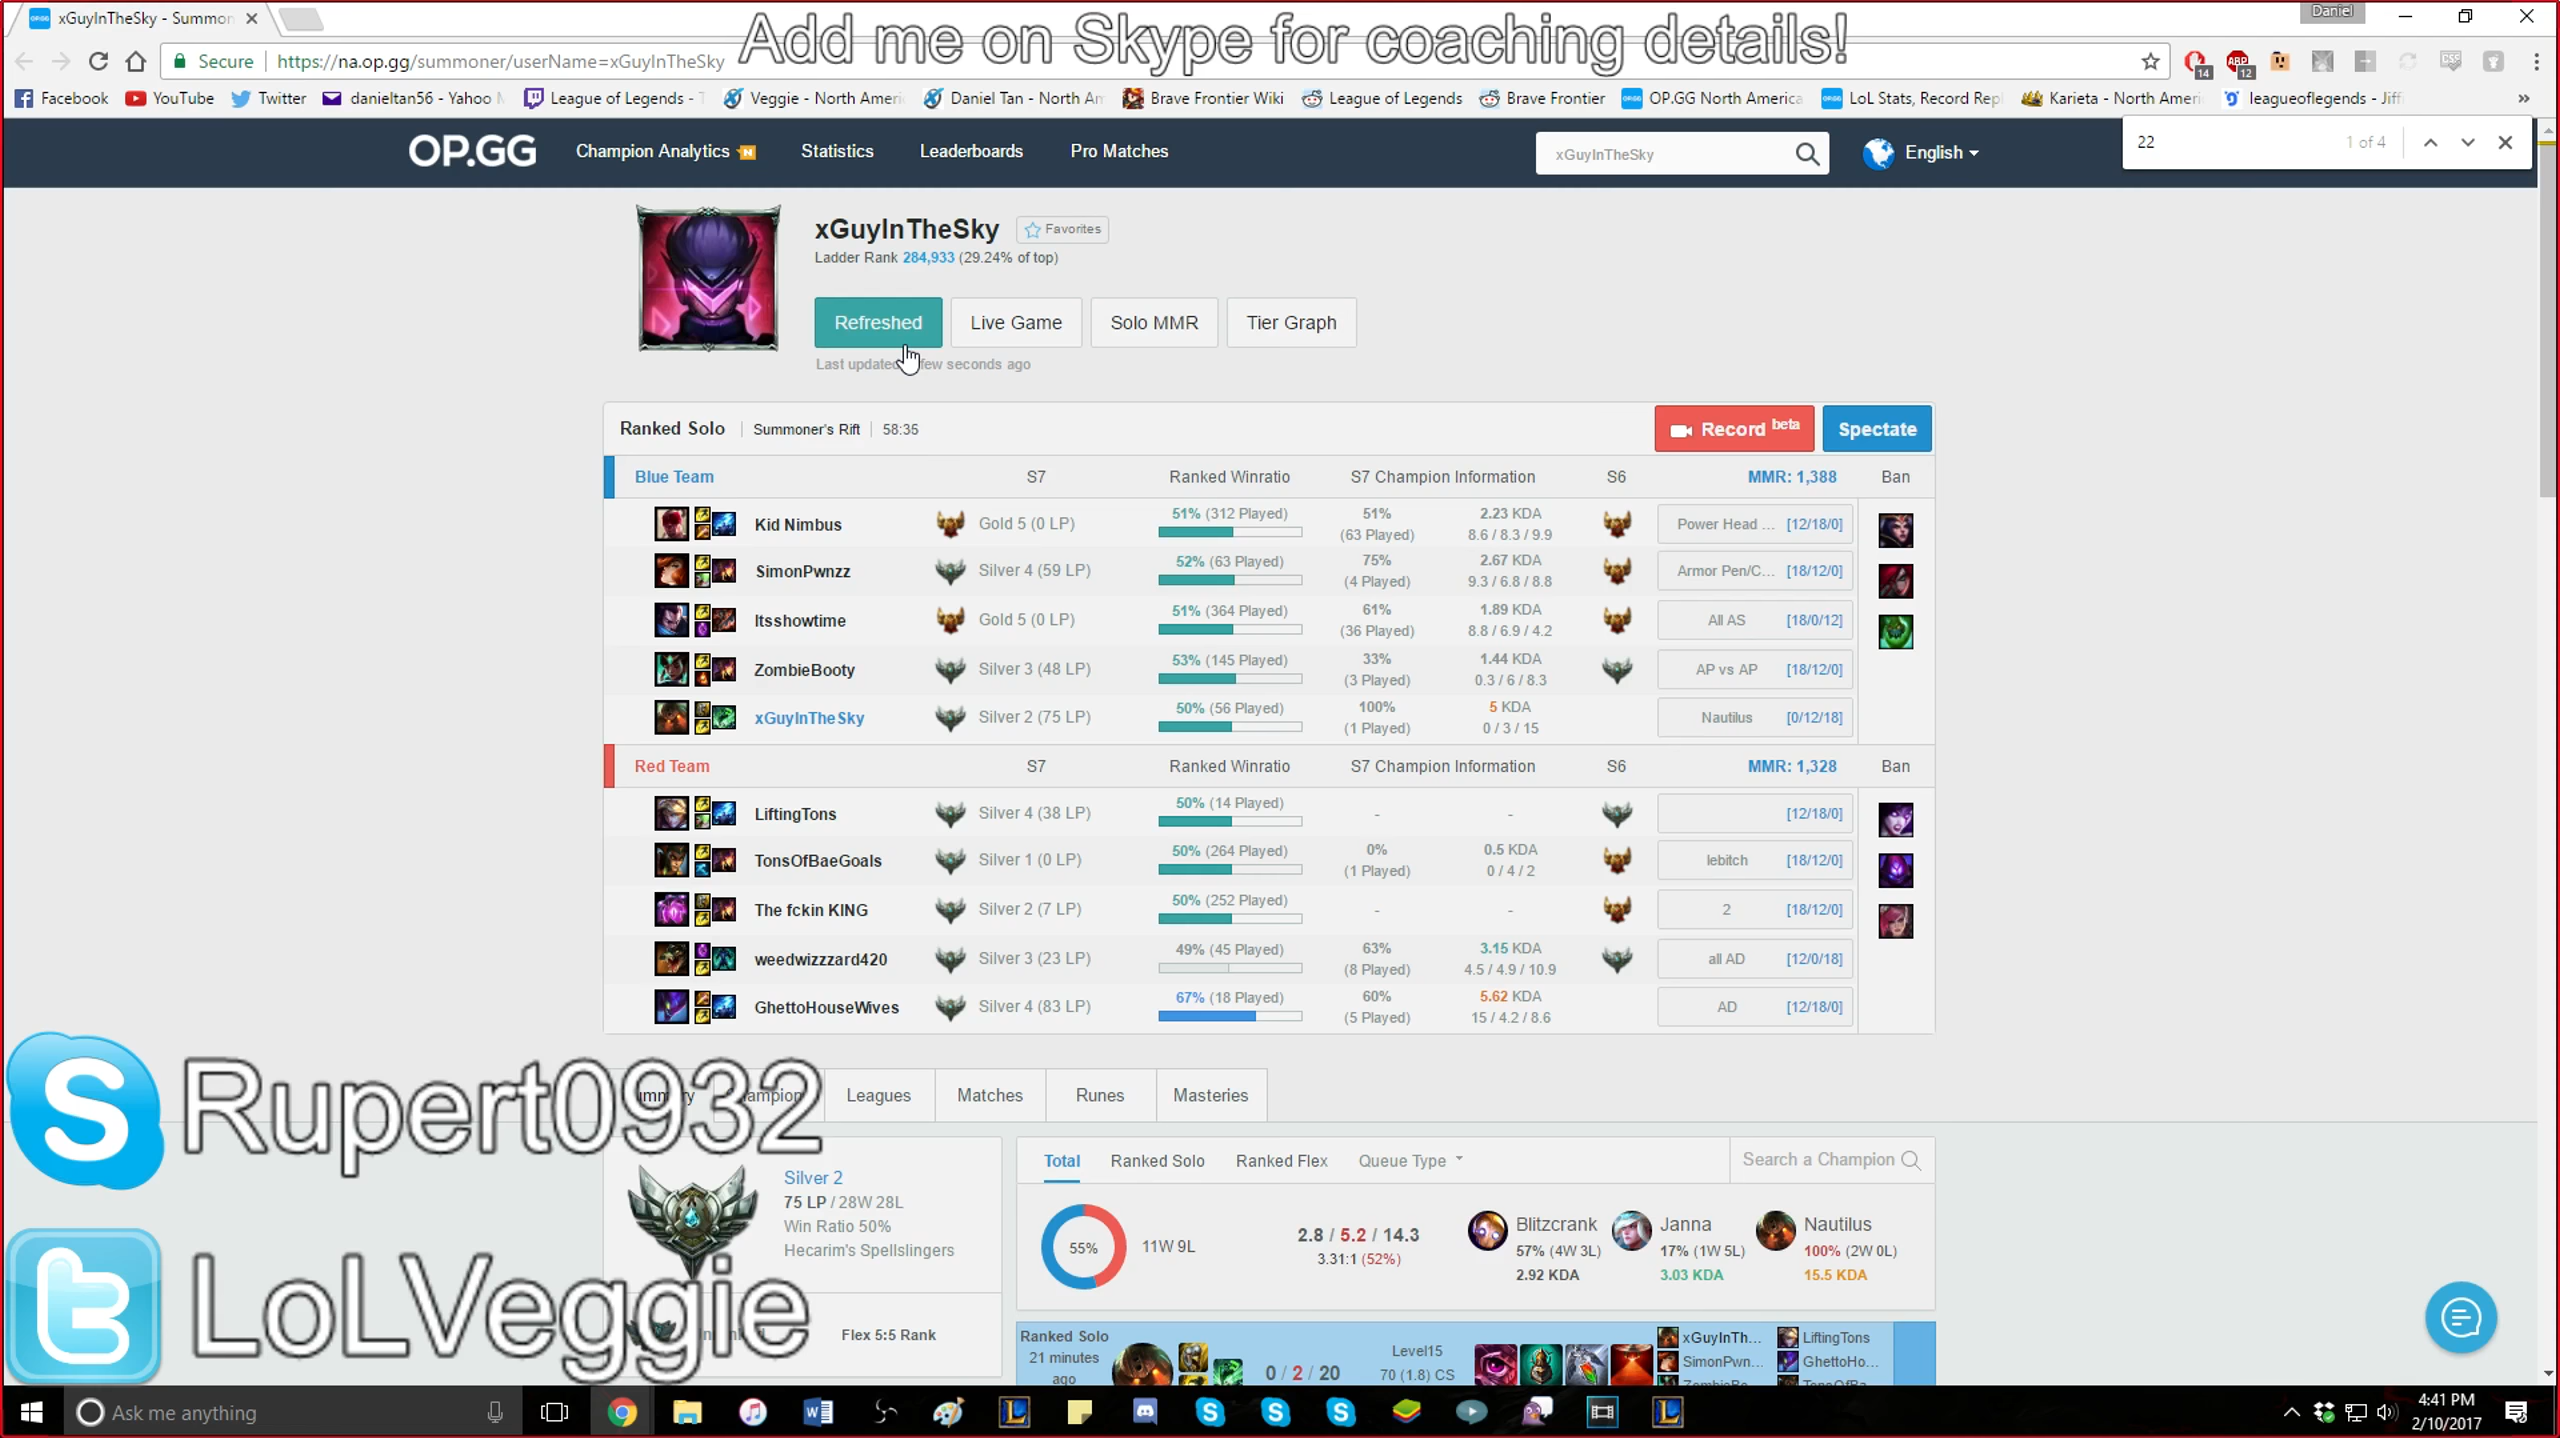 xGuyInTheSky - Summon
Daniel
Add me on Skype for coaching details!
Secure
https://na.op.gg/summoner/userName=xGuyInTheSky
14
ABP
12
CSS
Facebook
YouTube
Twitter
danieltan56 - Yahoo
League of Legends -
Veggie - North Ameri
Daniel Tan - North Am
Brave Frontier Wiki
League of Legends
Brave Frontier
OP.GG North America
LoL Stats, Record Repl
Karieta - North Ameri
leagueoflegends - Jiffi
»
OP.GG
Champion Analytics N
Statistics
Leaderboards
Pro Matches
xGuyInTheSky
English
22
1 of 4
xGuyInTheSky
Favorites
Ladder Rank 284,933 (29.24% of top)
Refreshed
Live Game
Solo MMR
Tier Graph
Last updated few seconds ago
Ranked Solo | Summoner's Rift | 58:35
Record beta
Spectate
Blue Team S7 Ranked Winratio S7 Champion Information S6 MMR: 1,388 Ban
Kid Nimbus Gold 5 (0 LP) 51% (312 Played) 51% (63 Played) 2.23 KDA 8.6 / 8.3 / 9.9 Power Head ... [12/18/0]
SimonPwnzz Silver 4 (59 LP) 52% (63 Played) 75% (4 Played) 2.67 KDA 9.3 / 6.8 / 8.8 Armor Pen/C... [18/12/0]
Itsshowtime Gold 5 (0 LP) 51% (364 Played) 61% (36 Played) 1.89 KDA 8.8 / 6.9 / 4.2 All AS [18/0/12]
ZombieBooty Silver 3 (48 LP) 53% (145 Played) 33% (3 Played) 1.44 KDA 0.3 / 6 / 8.3 AP vs AP [18/12/0]
xGuyInTheSky Silver 2 (75 LP) 50% (56 Played) 100% (1 Played) 5 KDA 0 / 3 / 15 Nautilus [0/12/18]
Red Team S7 Ranked Winratio S7 Champion Information S6 MMR: 1,328 Ban
LiftingTons Silver 4 (38 LP) 50% (14 Played) - - [12/18/0]
TonsOfBaeGoals Silver 1 (0 LP) 50% (264 Played) 0% (1 Played) 0.5 KDA 0 / 4 / 2 lebitch [18/12/0]
The fckin KING Silver 2 (7 LP) 50% (252 Played) - - 2 [18/12/0]
weedwizzzard420 Silver 3 (23 LP) 49% (45 Played) 63% (8 Played) 3.15 KDA 4.5 / 4.9 / 10.9 all AD [12/0/18]
GhettoHouseWives Silver 4 (83 LP) 67% (18 Played) 60% (5 Played) 5.62 KDA 15 / 4.2 / 8.6 AD [12/18/0]
Rupert0932
Leagues
Matches
Runes
Masteries
Silver 2
75 LP / 28W 28L
Win Ratio 50%
Hecarim's Spellslingers
Flex 5:5 Rank
LoLVeggie
Total
Ranked Solo
Ranked Flex
Queue Type
Search a Champion
55%
11W 9L
2.8 / 5.2 / 14.3
3.31:1 (52%)
Blitzcrank
57% (4W 3L)
2.92 KDA
Janna
17% (1W 5L)
3.03 KDA
Nautilus
100% (2W 0L)
15.5 KDA
Ranked Solo
21 minutes
ago
0 / 2 / 20
Level15
70 (1.8) CS
xGuyInTh...
SimonPwn...
LiftingTons
GhettoHo...
Ask me anything
4:41 PM
2/10/2017